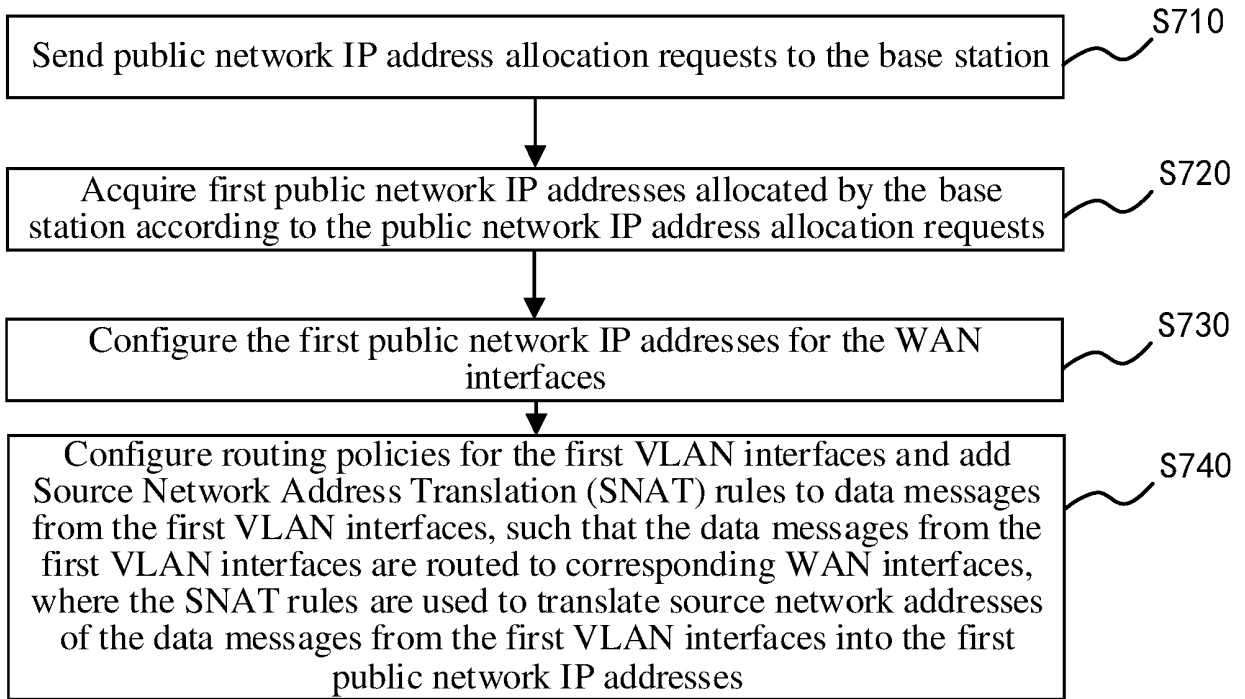 S710
Send public network IP address allocation requests to the base station
S720
Acquire first public network IP addresses allocated by the base
station according to the public network IP address allocation requests
S730
Configure the first public network IP addresses for the WAN
interfaces
S740
Configure routing policies for the first VLAN interfaces and add
Source Network Address Translation (SNAT) rules to data messages
from the first VLAN interfaces, such that the data messages from the
first VLAN interfaces are routed to corresponding WAN interfaces,
where the SNAT rules are used to translate source network addresses
of the data messages from the first VLAN interfaces into the first
public network IP addresses